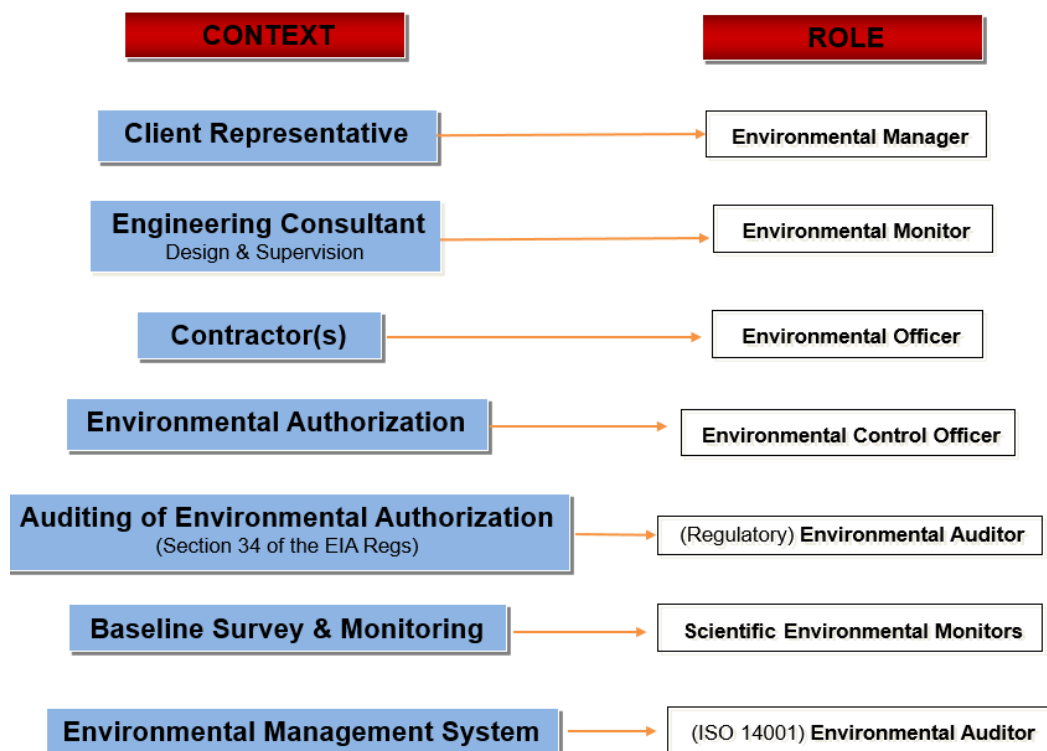 CONTEXT
ROLE
Client Representative
Environmental Manager
Engineering Consultant
Design & Supervision
Environmental Monitor
Contractor(s)
Environmental Officer
Environmental Authorization
Environmental Control Officer
Auditing of Environmental Authorization
(Section 34 of the EIA Regs)
(Regulatory) Environmental Auditor
Baseline Survey & Monitoring
Scientific Environmental Monitors
Environmental Management System
(ISO 14001) Environmental Auditor